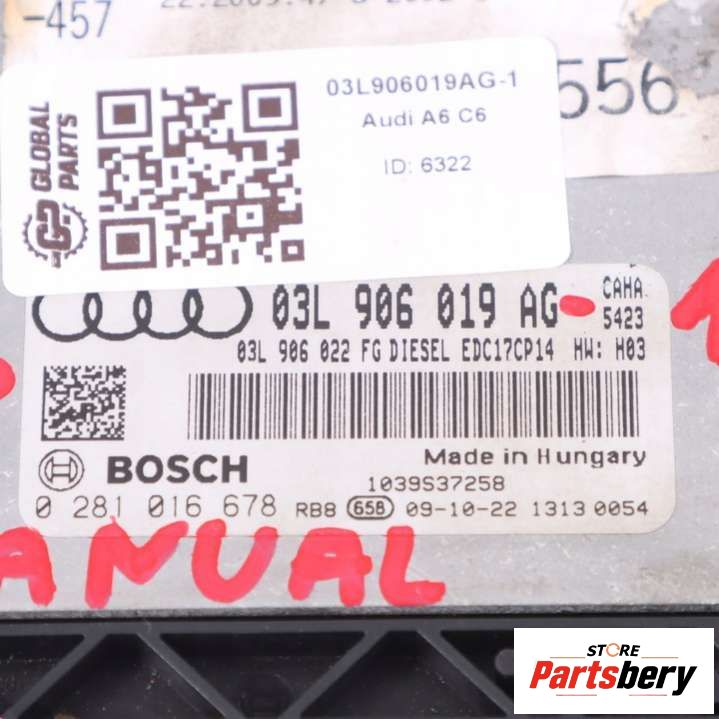 -457
556
GLOBAL PARTS
GP
03L906019AG-1
Audi A6 C6
ID: 6322
03L 906 019 AG
CAHA
5423
03L 906 022 FG DIESEL EDC17CP14 HW: H03
BOSCH
Made in Hungary
1039S37258
0 281 016 678 RB8 658 09-10-22 1313 0054
ANUAL
STORE
Partsbery